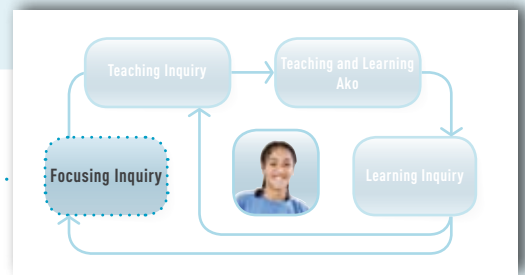 Teaching Inquiry
Teaching and Learning
Ako
Focusing Inquiry
Learning Inquiry